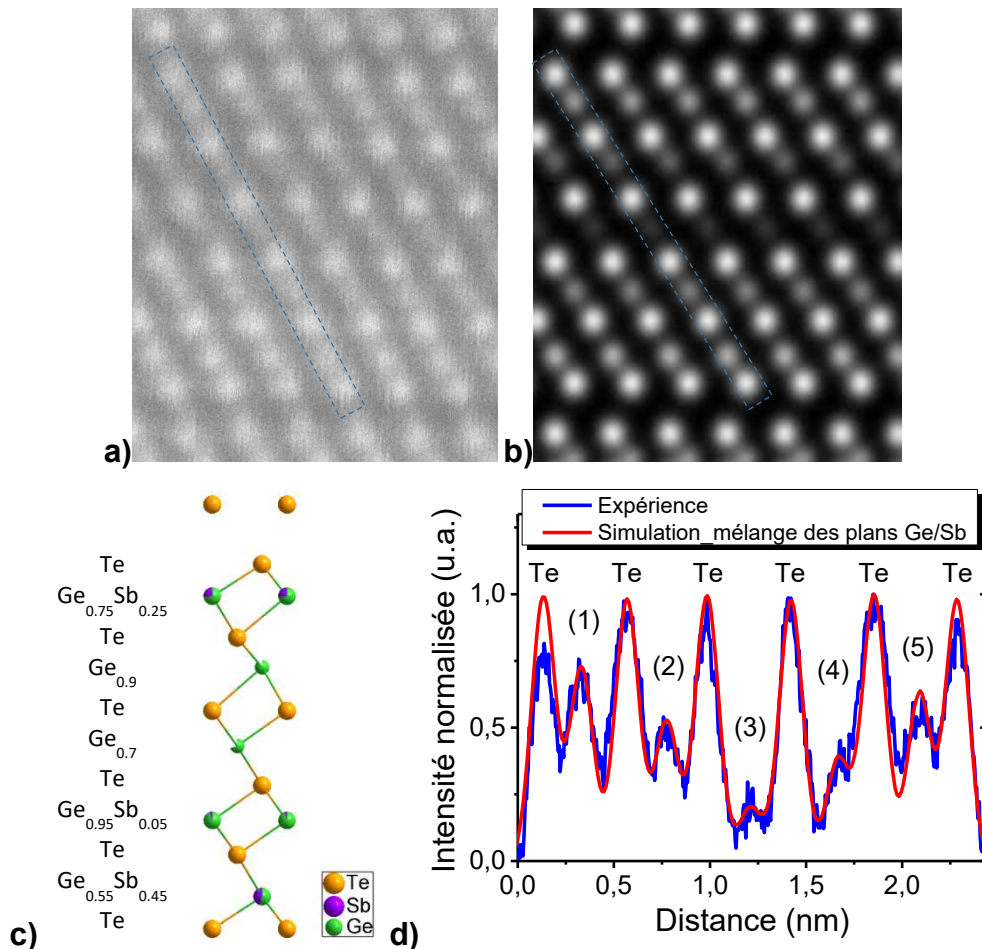 a)
b)
Te
Ge0.75Sb0.25
Te
Ge0.9
Te
Ge0.7
Te
Ge0.95Sb0.05
Te
Ge0.55Sb0.45
Te
Te
Sb
Ge
c)
Expérience
Simulation_mélange des plans Ge/Sb
Te Te Te Te Te Te
(1) (2) (3) (4) (5)
Intensité normalisée (u.a.)
1,0
0,5
0,0
0,0 0,5 1,0 1,5 2,0
Distance (nm)
d)